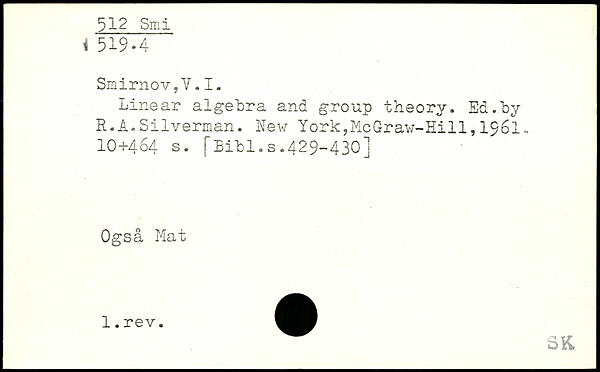 512 Smi
519.4
Smirnov,V.I.
Linear algebra and group theory. Ed.by
R.A.Silverman. New York,McGraw-Hill,1961.
10+464 s. [Bibl.s.429-430]
Også Mat
1.rev.
SK